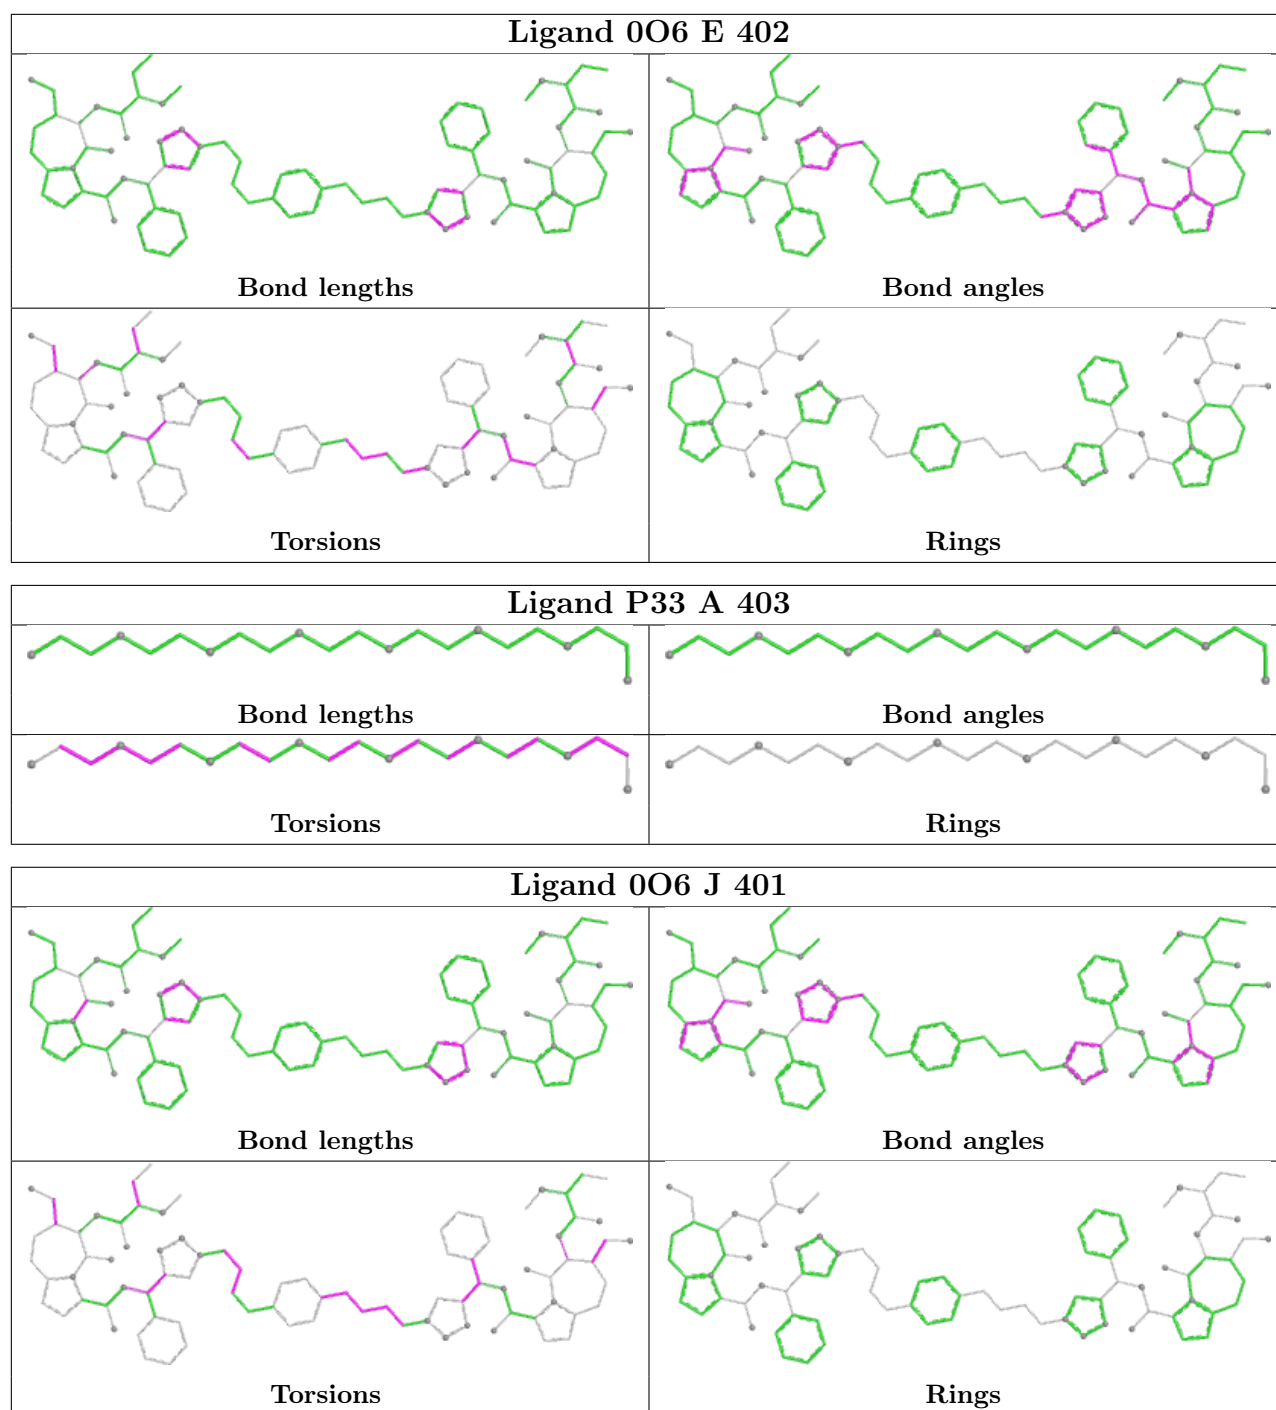 Ligand 0O6 E 402
Bond lengths
Bond angles
Torsions
Rings
Ligand P33 A 403
Bond lengths
Bond angles
Torsions
Rings
Ligand 0O6 J 401
Bond lengths
Bond angles
Torsions
Rings